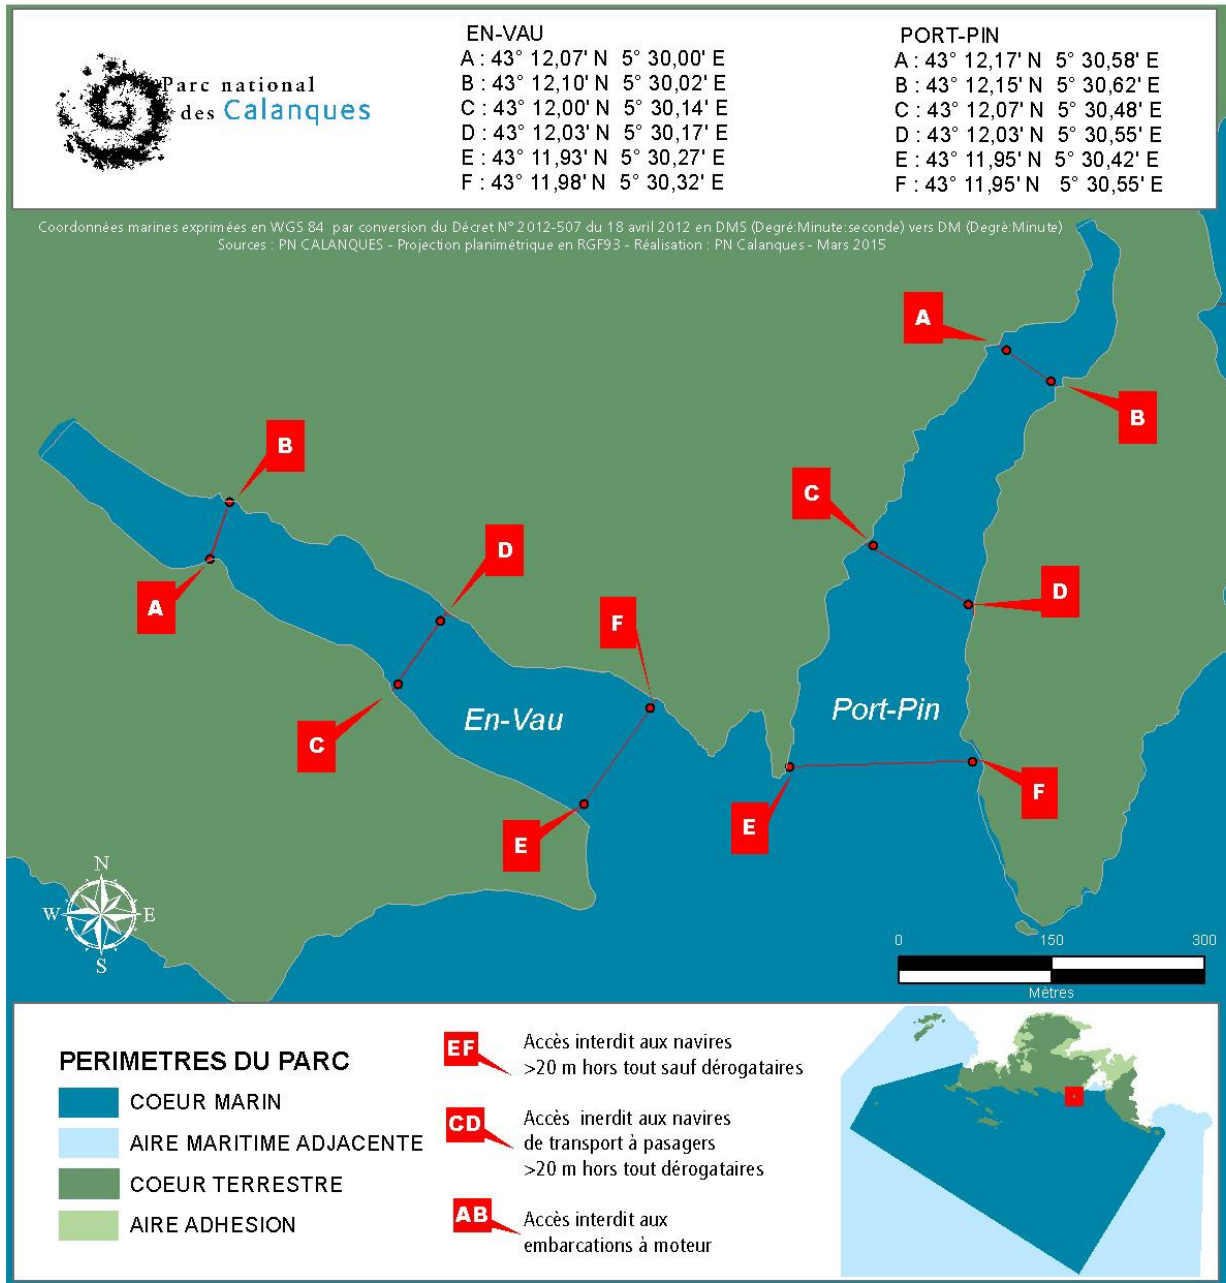 Parc national
des Calanques
EN-VAU
A : 43° 12,07' N 5° 30,00' E
B : 43° 12,10' N 5° 30,02' E
C : 43° 12,00' N 5° 30,14' E
D : 43° 12,03' N 5° 30,17' E
E : 43° 11,93' N 5° 30,27' E
F : 43° 11,98' N 5° 30,32' E
PORT-PIN
A : 43° 12,17' N 5° 30,58' E
B : 43° 12,15' N 5° 30,62' E
C : 43° 12,07' N 5° 30,48' E
D : 43° 12,03' N 5° 30,55' E
E : 43° 11,95' N 5° 30,42' E
F : 43° 11,95' N 5° 30,55' E
Coordonnées marines exprimées en WGS 84 par conversion du Décret N° 2012-507 du 18 avril 2012 en DMS (Degré:Minute:seconde) vers DM (Degrè:Minute)
Sources : PN CALANQUES - Projection planimétrique en RGF93 - Réalisation : PN Calanques - Mars 2015
A
B
B
C
D
D
A
F
C
En-Vau
Port-Pin
E
F
E
N
W
E
S
0 150 300
Mètres
PERIMETRES DU PARC
COEUR MARIN
AIRE MARITIME ADJACENTE
COEUR TERRESTRE
AIRE ADHESION
EF
Accès interdit aux navires
>20 m hors tout sauf dérogataires
CD
Accès inerdit aux navires
de transport à pasagers
>20 m hors tout dérogataires
AB
Accès interdit aux
embarcations à moteur